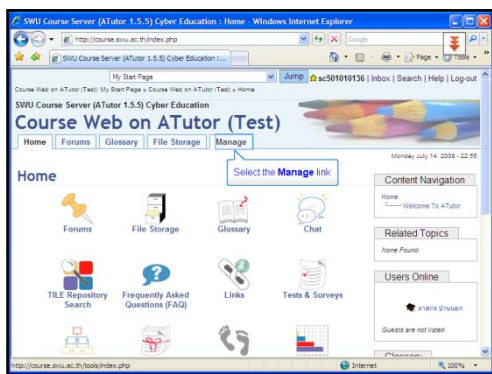 SWU Course Server (ATutor 1.5.5) Cyber Education : Home - Windows Internet Explorer
http://course.swu.ac.th/index.php
Google
SWU Course Server (ATutor 1.5.5) Cyber Education :...
Page
Tools
My Start Page
Jump
sc501010136 | Inbox | Search | Help | Log-out
Course Web on ATutor (Test): My Start Page » Course Web on ATutor (Test) » Home
SWU Course Server (ATutor 1.5.5) Cyber Education
Course Web on ATutor (Test)
Home Forums Glossary File Storage Manage
Monday July 14, 2008 - 22:55
Select the Manage link
Home
Content Navigation
Home
Welcome To ATutor
Forums File Storage Glossary Chat
Related Topics
None Found.
Users Online
TILE Repository Search
Frequently Asked Questions (FAQ)
Links
Tests & Surveys
Guests are not listed
Glossary
http://course.swu.ac.th/tools/index.php
Internet
100%